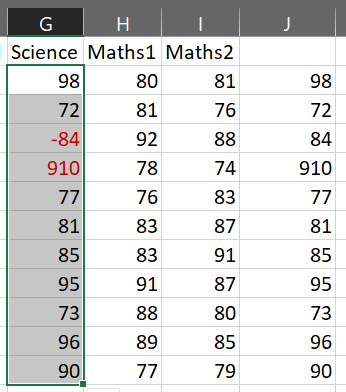 G H I J
Science Maths1 Maths2
98 80 81 98
72 81 76 72
-84 92 88 84
910 78 74 910
77 76 83 77
81 83 87 81
85 83 91 85
95 91 87 95
73 88 80 73
96 89 85 96
90 77 79 90